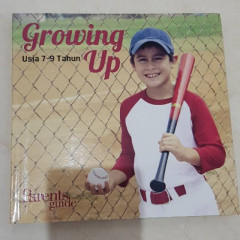 Growing
Usia 7-9 Tahun Up
Parents
guide